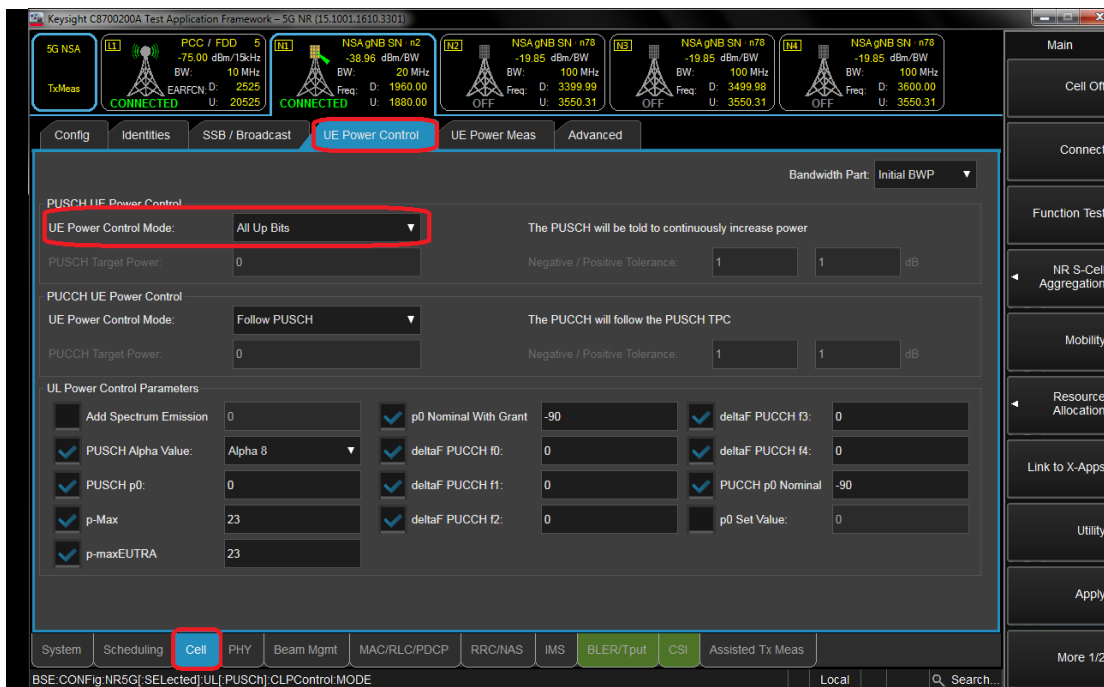 Keysight C8700200A Test Application Framework – 5G NR (15.1001.1610.3301)
5G NSA
TxMeas
L1
PCC / FDD 5
-75.00 dBm/15kHz
BW: 10 MHz
EARFCN: D: 2525
U: 20525
CONNECTED
N1
NSA gNB SN · n2
-38.96 dBm/BW
BW: 20 MHz
Freq: D: 1960.00
U: 1880.00
CONNECTED
N2
NSA gNB SN · n78
-19.85 dBm/BW
BW: 100 MHz
Freq: D: 3399.99
U: 3550.31
OFF
N3
NSA gNB SN · n78
-19.85 dBm/BW
BW: 100 MHz
Freq: D: 3499.98
U: 3550.31
OFF
N4
NSA gNB SN · n78
-19.85 dBm/BW
BW: 100 MHz
Freq: D: 3600.00
U: 3550.31
OFF
Config Identities SSB / Broadcast UE Power Control UE Power Meas Advanced
Bandwidth Part: Initial BWP
PUSCH UE Power Control
UE Power Control Mode: All Up Bits The PUSCH will be told to continuously increase power
PUSCH Target Power: 0 Negative / Positive Tolerance: 1 1 dB
PUCCH UE Power Control
UE Power Control Mode: Follow PUSCH The PUCCH will follow the PUSCH TPC
PUCCH Target Power: 0 Negative / Positive Tolerance: 1 1 dB
UL Power Control Parameters
Add Spectrum Emission 0 p0 Nominal With Grant -90 deltaF PUCCH f3: 0
PUSCH Alpha Value: Alpha 8 deltaF PUCCH f0: 0 deltaF PUCCH f4: 0
PUSCH p0: 0 deltaF PUCCH f1: 0 PUCCH p0 Nominal -90
p-Max 23 deltaF PUCCH f2: 0 p0 Set Value: 0
p-maxEUTRA 23
System Scheduling Cell PHY Beam Mgmt MAC/RLC/PDCP RRC/NAS IMS BLER/Tput CSI Assisted Tx Meas
BSE:CONFig:NR5G[:SELected]:UL[:PUSCh]:CLPControl:MODE Local Search...
Main
Cell Off
Connect
Function Test
NR S-Cell
Aggregation
Mobility
Resource
Allocation
Link to X-Apps
Utility
Apply
More 1/2